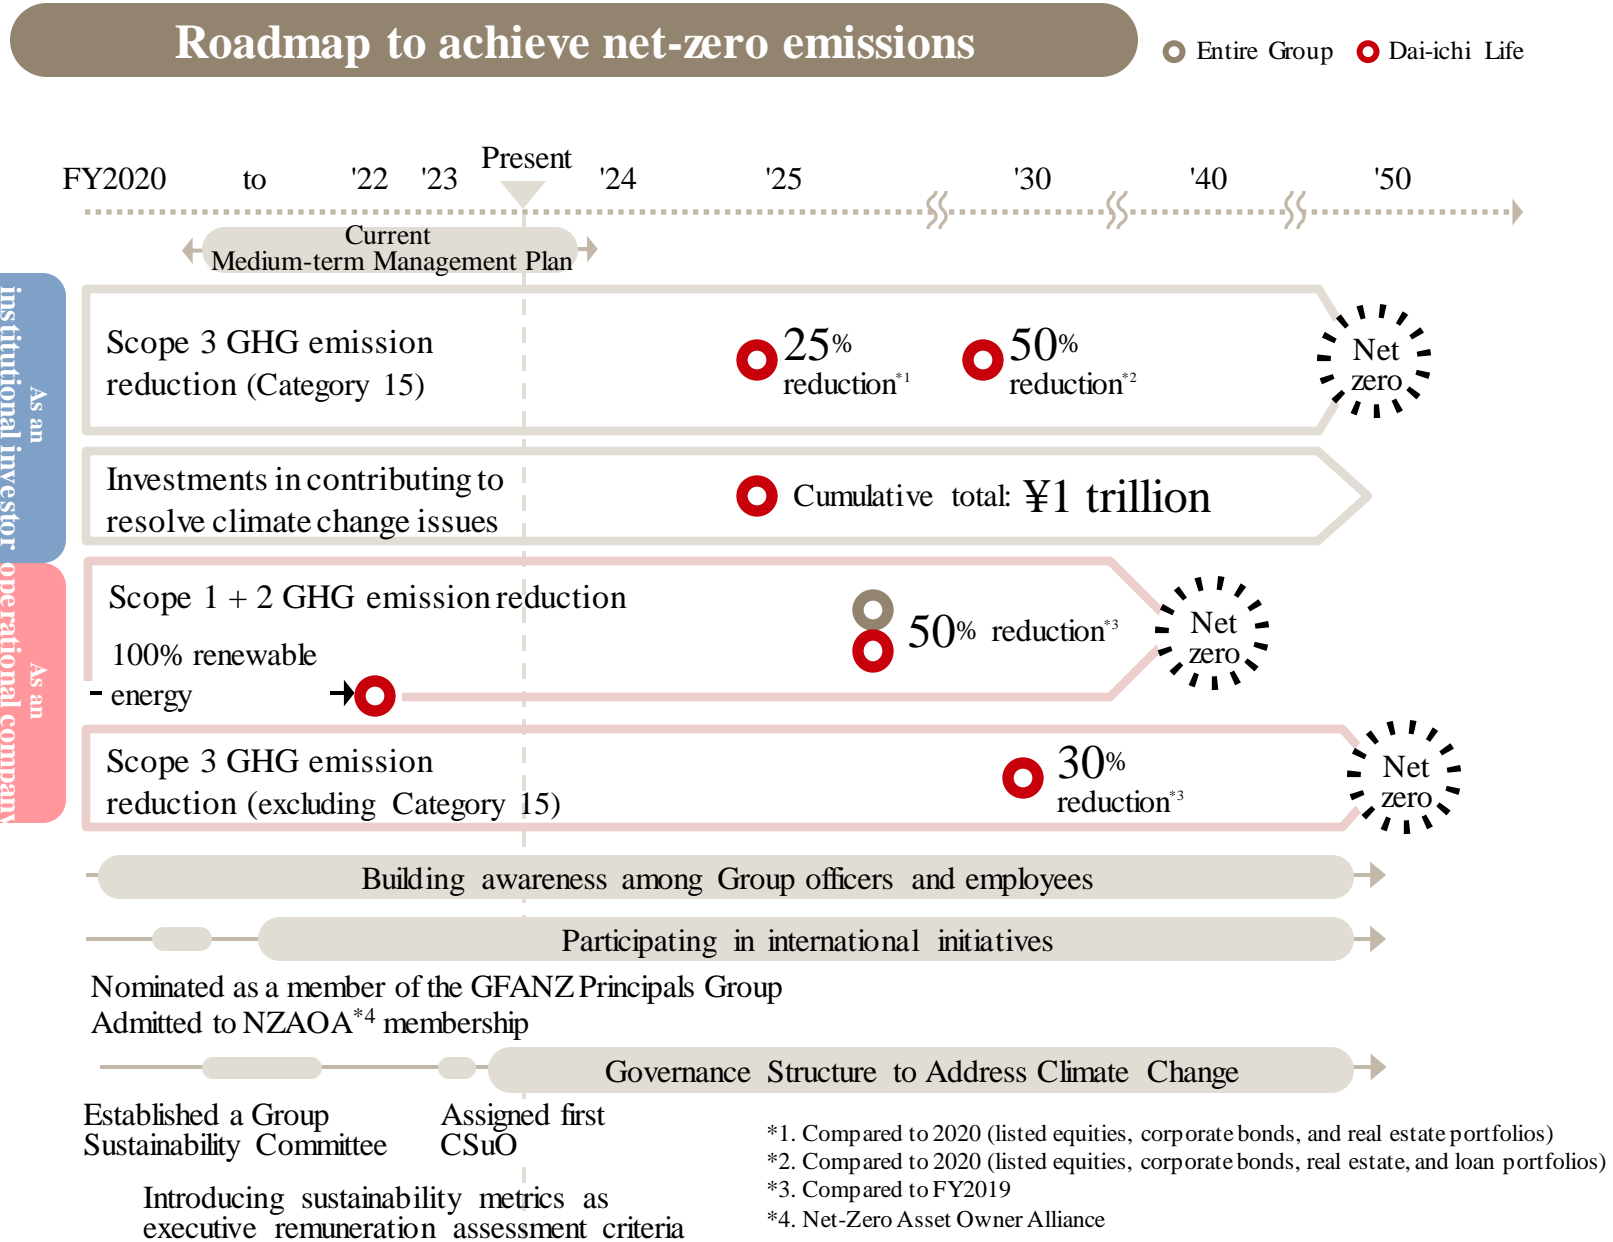 Roadmap to achieve net-zero emissions
Entire Group
Dai-ichi Life
Present
FY2020 to '22 '23 '24 '25 '30 '40 '50
Current
Medium-term Management Plan
As an
institutional investor
Scope 3 GHG emission
reduction (Category 15)
25%
reduction*1
50%
reduction*2
Net
zero
Investments in contributing to
resolve climate change issues
Cumulative total: ¥1 trillion
As an
operational company
Scope 1 + 2 GHG emission reduction
100% renewable
energy
50% reduction*3
Net
zero
Scope 3 GHG emission
reduction (excluding Category 15)
30%
reduction*3
Net
zero
Building awareness among Group officers and employees
Participating in international initiatives
Nominated as a member of the GFANZ Principals Group
Admitted to NZAOA*4 membership
Governance Structure to Address Climate Change
Established a Group
Sustainability Committee
Assigned first
CSuO
Introducing sustainability metrics as
executive remuneration assessment criteria
*1. Compared to 2020 (listed equities, corporate bonds, and real estate portfolios)
*2. Compared to 2020 (listed equities, corporate bonds, real estate, and loan portfolios)
*3. Compared to FY2019
*4. Net-Zero Asset Owner Alliance